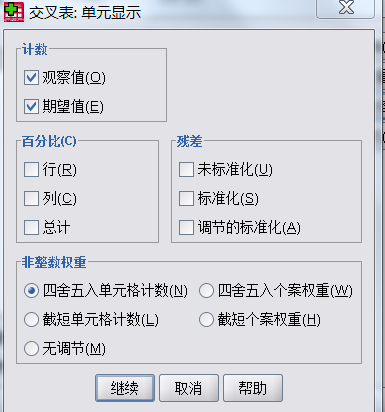 交叉表: 单元显示
计数
观察值(O)
期望值(E)
百分比(C)
残差
行(R)
未标准化(U)
列(C)
标准化(S)
总计
调节的标准化(A)
非整数权重
四舍五入单元格计数(N)
四舍五入个案权重(W)
截短单元格计数(L)
截短个案权重(H)
无调节(M)
继续
取消
帮助